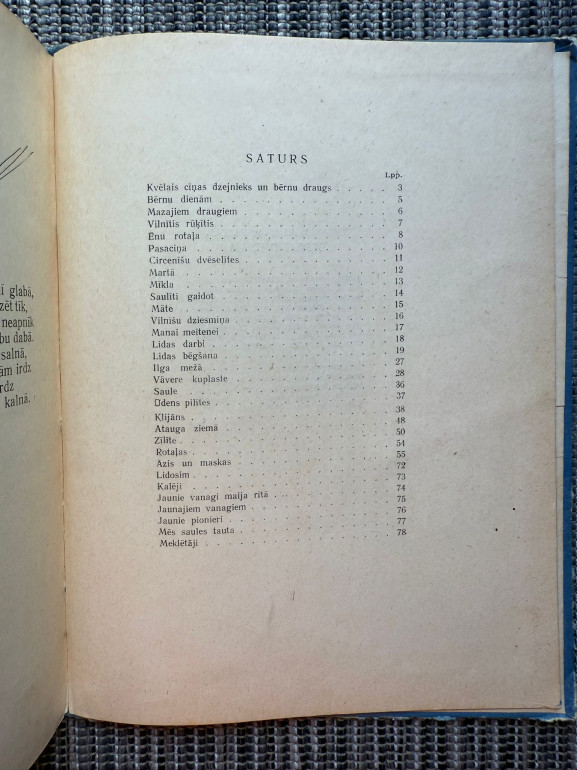 ī glabā,
zēt tīk,
neapnīk
bu dabā.
salnā,
ām irdz
irdz
kalnā.
SATURS
Lpp.
Kvēlais cīņas dzejnieks un bērnu draugs . . . . . 3
Bērnu dienām . . . . . 5
Mazajiem draugiem . . . . . 6
Vilnītis rūķītis . . . . . 7
Ēnu rotaļa . . . . . 8
Pasaciņa . . . . . 10
Circenīšu dvēselītes . . . . . 11
Martā . . . . . 12
Mīkla . . . . . 13
Saulīti gaidot . . . . . 14
Māte . . . . . 15
Vilnīšu dziesmiņa . . . . . 16
Manai meitenei . . . . . 17
Lidas darbi . . . . . 18
Lidas bēgšana . . . . . 19
Ilga mežā . . . . . 27
Vāvere kuplaste . . . . . 28
Saule . . . . . 36
Ūdens pilītes . . . . . 37
Ķlijāns . . . . . 38
Atauga ziemā . . . . . 48
Zīlīte . . . . . 50
Rotaļas . . . . . 54
Āzis un maskas . . . . . 55
Lidosim . . . . . 72
Kalēji . . . . . 73
Jaunie vanagi maija rītā . . . . . 74
Jaunajiem vanagiem . . . . . 75
Jaunie pionieri . . . . . 76
Mēs saules tauta . . . . . 77
Meklētāji . . . . . 78